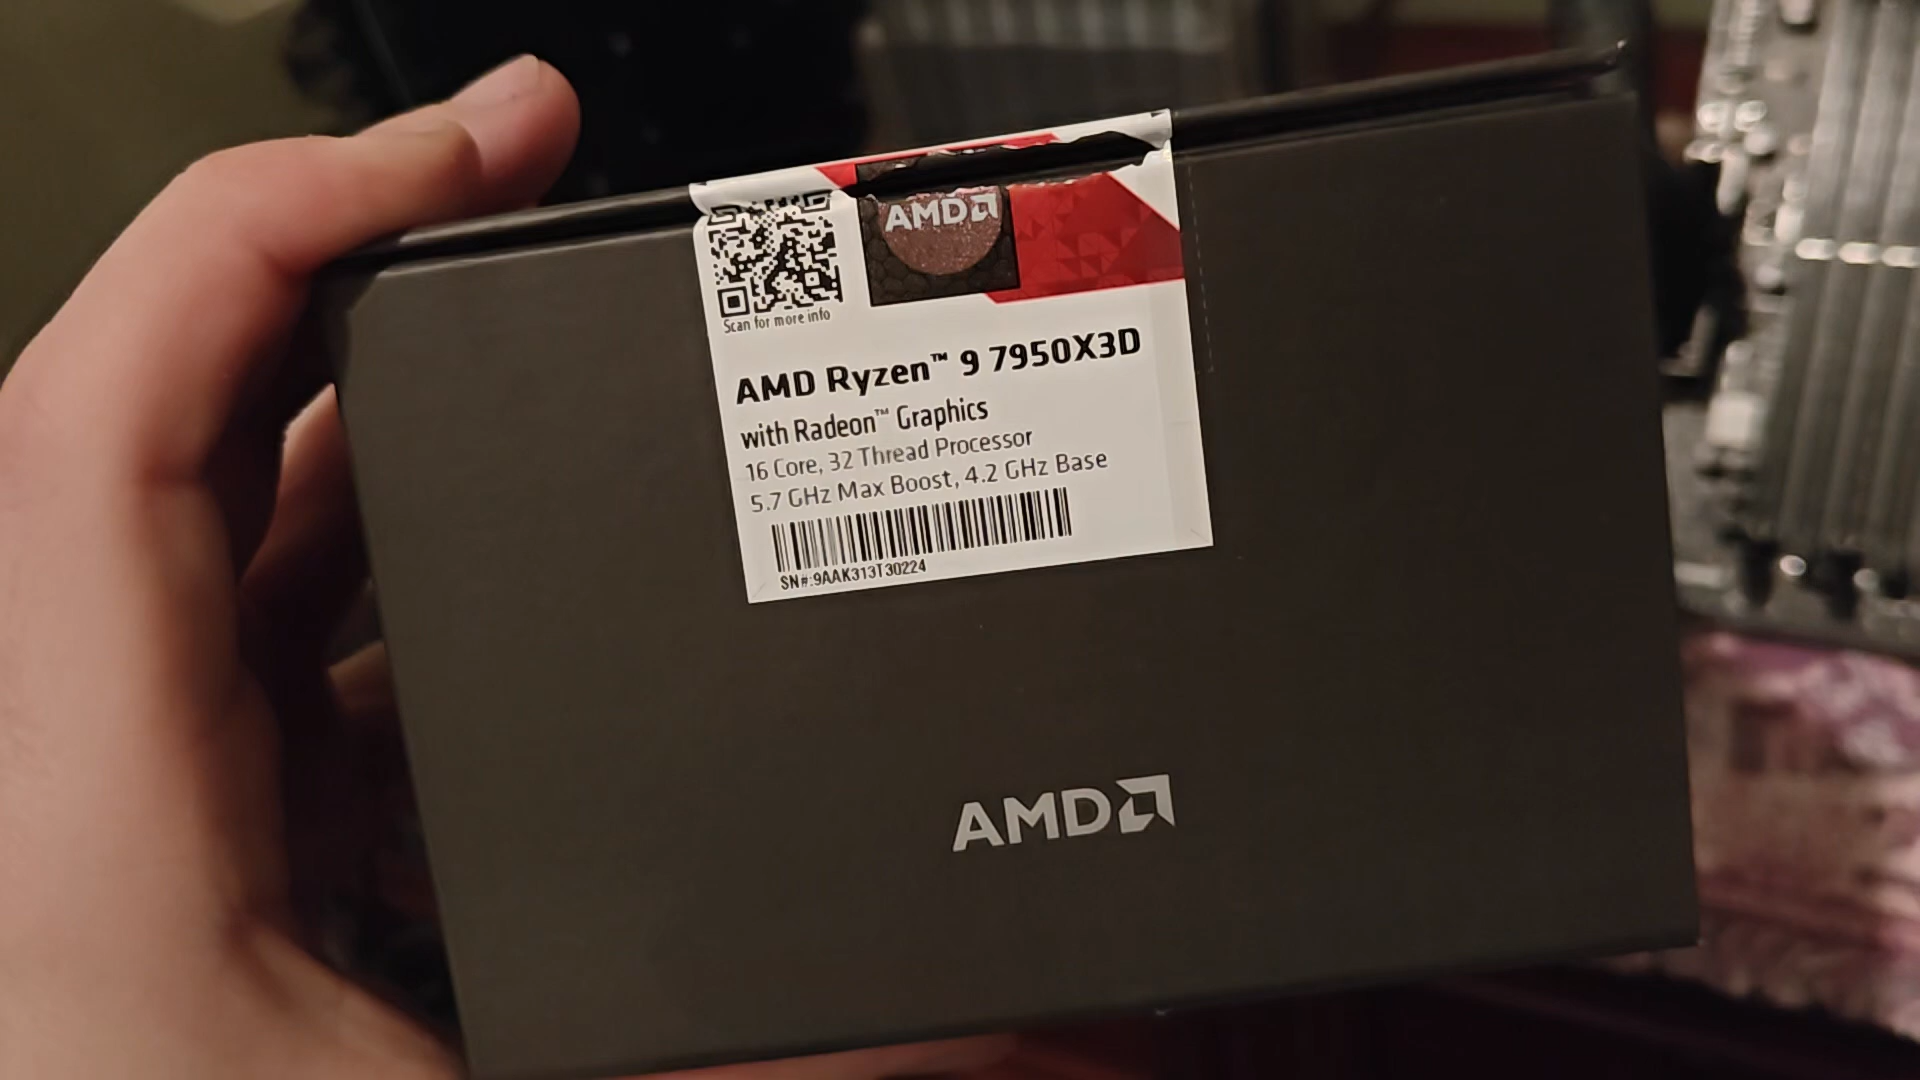 AMD
Scan for more info
AMD Ryzen™ 9 7950X3D
with Radeon™ Graphics
16 Core, 32 Thread Processor
5.7 GHz Max Boost, 4.2 GHz Base
SN#:9AAK313T30224
AMD